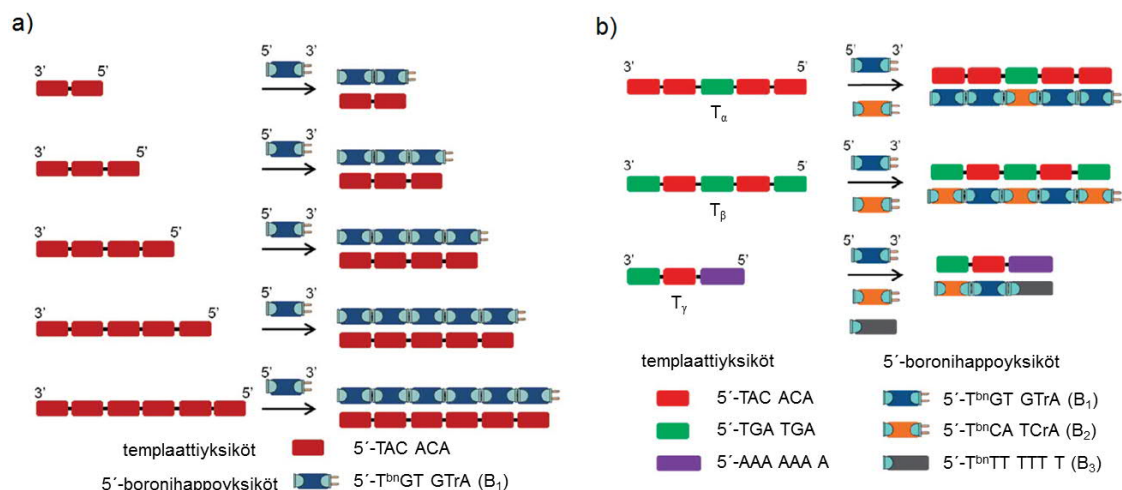 a)
3’ 5’
5’ 3’
3’ 5’
5’ 3’
3’ 5’
5’ 3’
3’ 5’
5’ 3’
3’ 5’
5’ 3’
templaattiyksiköt 5´-TAC ACA
5´-boronihappoyksiköt 5´-TᵇⁿGT GTrA (B₁)
b)
3’ 5’
5’ 3’
Tα
3’ 5’
5’ 3’
Tβ
3’ 5’
5’ 3’
Tγ
templaattiyksiköt
5´-TAC ACA
5´-TGA TGA
5´-AAA AAA A
5´-boronihappoyksiköt
5´-TᵇⁿGT GTrA (B₁)
5´-TᵇⁿCA TCrA (B₂)
5´-TᵇⁿTT TTT T (B₃)